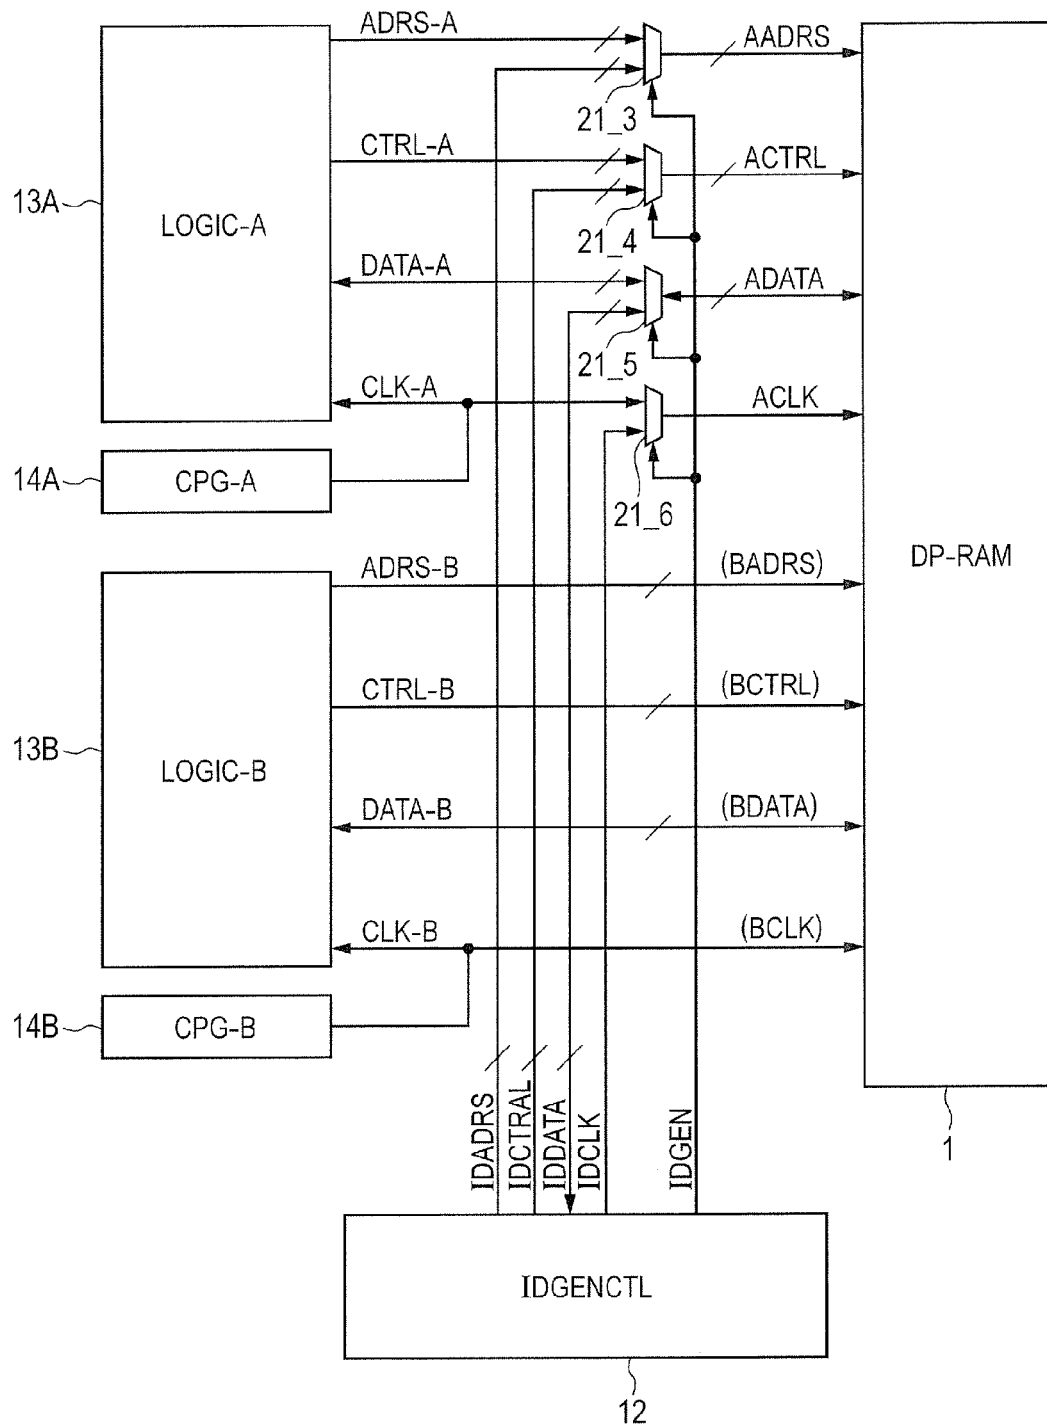 ADRS-A
AADRS
21_3
CTRL-A
ACTRL
13A
LOGIC-A
21_4
DATA-A
ADATA
21_5
CLK-A
ACLK
14A
CPG-A
21_6
DP-RAM
ADRS-B
(BADRS)
CTRL-B
(BCTRL)
13B
LOGIC-B
DATA-B
(BDATA)
CLK-B
(BCLK)
14B
CPG-B
IDADRS
IDCTRAL
IDDATA
IDCLK
IDGEN
1
IDGENCTL
12